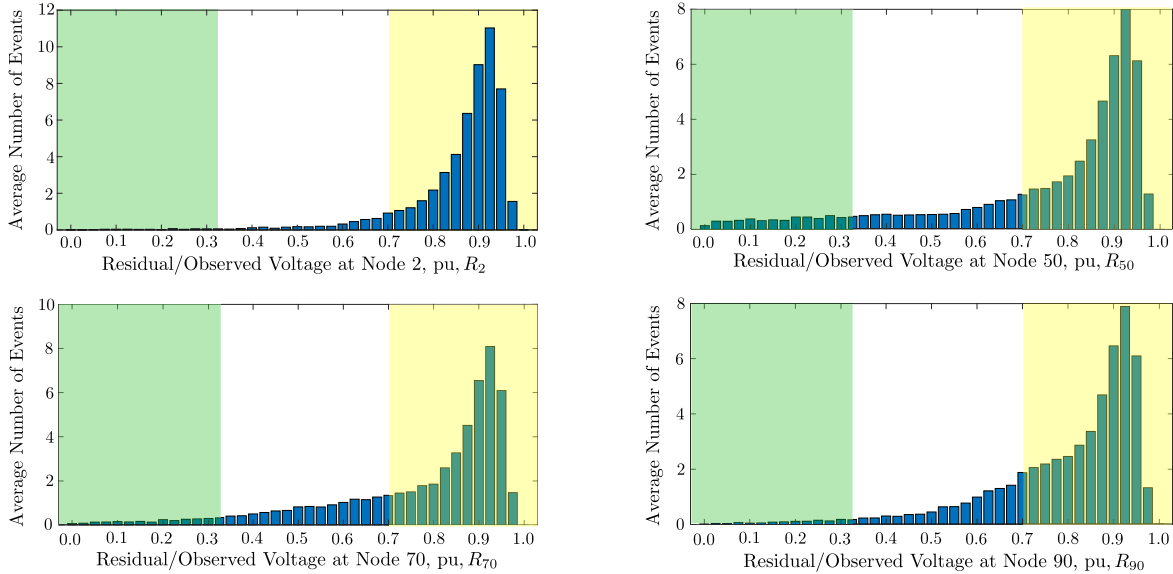 Average Number of Events
12
10
8
6
4
2
0
0.0 0.1 0.2 0.3 0.4 0.5 0.6 0.7 0.8 0.9 1.0
Residual/Observed Voltage at Node 2, pu, R2
Average Number of Events
8
6
4
2
0
0.0 0.1 0.2 0.3 0.4 0.5 0.6 0.7 0.8 0.9 1.0
Residual/Observed Voltage at Node 50, pu, R50
Average Number of Events
10
8
6
4
2
0
0.0 0.1 0.2 0.3 0.4 0.5 0.6 0.7 0.8 0.9 1.0
Residual/Observed Voltage at Node 70, pu, R70
Average Number of Events
8
6
4
2
0
0.0 0.1 0.2 0.3 0.4 0.5 0.6 0.7 0.8 0.9 1.0
Residual/Observed Voltage at Node 90, pu, R90